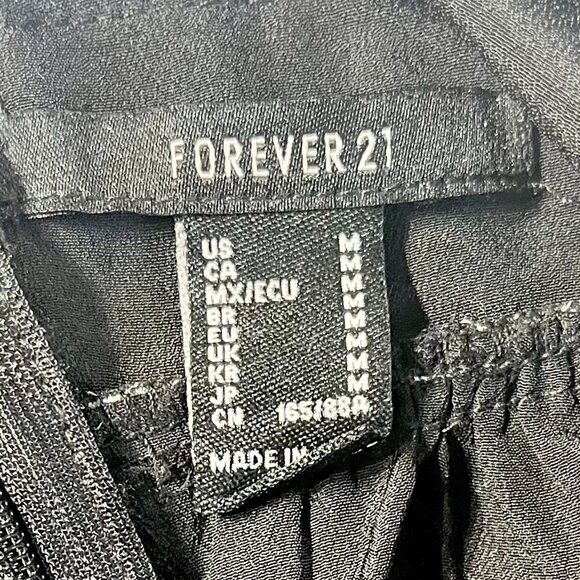 FOREVER 21
US M
CA M
MX/ECU M
BR M
EU M
UK M
KR M
JP M
CN 165/88A
MADE IN